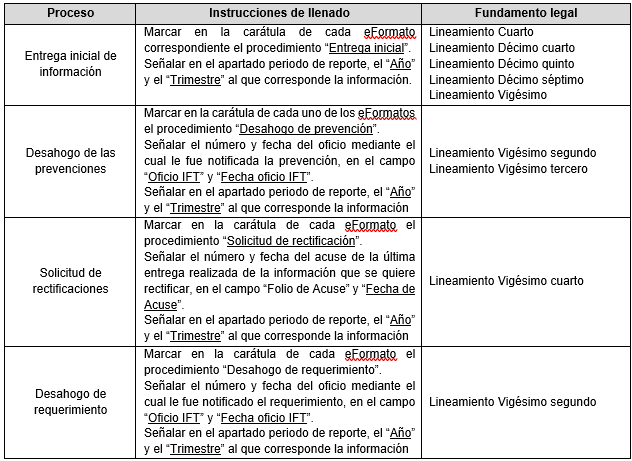 Proceso
Instrucciones de llenado
Fundamento legal
Entrega inicial de
información
Marcar en la carátula de cada eFormato
correspondiente el procedimiento “Entrega inicial”.
Señalar en el apartado periodo de reporte, el “Año”
y el “Trimestre” al que corresponde la información.
Lineamiento Cuarto
Lineamiento Décimo cuarto
Lineamiento Décimo quinto
Lineamiento Décimo séptimo
Lineamiento Vigésimo
Desahogo de las
prevenciones
Marcar en la carátula de cada uno de los eFormatos
el procedimiento “Desahogo de prevención”.
Señalar el número y fecha del oficio mediante el
cual le fue notificada la prevención, en el campo
“Oficio IFT” y “Fecha oficio IFT”.
Señalar en el apartado periodo de reporte, el “Año”
y el “Trimestre” al que corresponde la información
Lineamiento Vigésimo segundo
Lineamiento Vigésimo tercero
Solicitud de
rectificaciones
Marcar en la carátula de cada eFormato el
procedimiento “Solicitud de rectificación”.
Señalar el número y fecha del acuse de la última
entrega realizada de la información que se quiere
rectificar, en el campo “Folio de Acuse” y “Fecha de
Acuse”.
Señalar en el apartado periodo de reporte, el “Año”
y el “Trimestre” al que corresponde la información
Lineamiento Vigésimo cuarto
Desahogo de
requerimiento
Marcar en la carátula de cada eFormato el
procedimiento “Desahogo de requerimiento”.
Señalar el número y fecha del oficio mediante el
cual le fue notificado el requerimiento, en el campo
“Oficio IFT” y “Fecha oficio IFT”.
Señalar en el apartado periodo de reporte, el “Año”
y el “Trimestre” al que corresponde la información
Lineamiento Vigésimo segundo